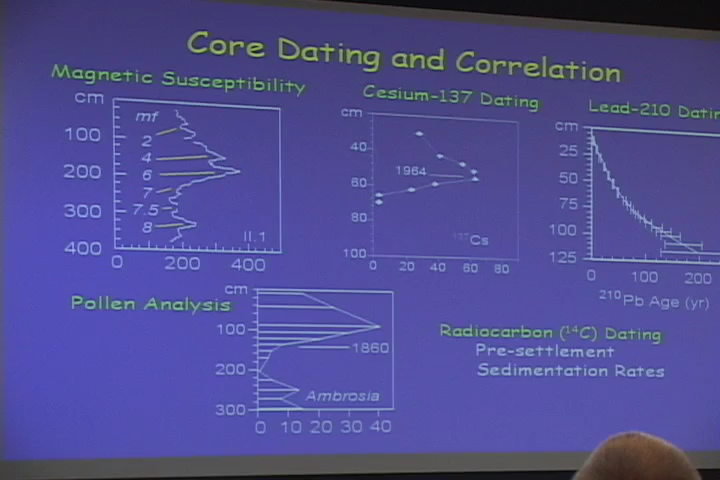 Core Dating and Correlation
Magnetic Susceptibility
cm
100
200
300
400
mf
2
4
6
7
7.5
8
II.1
0 200 400
Cesium-137 Dating
cm
40
60
80
100
1964
¹³⁷Cs
0 20 40 60 80
Lead-210
cm
25
50
75
100
125
0 100 200
²¹⁰Pb Age (yr)
Pollen Analysis
cm
100
200
300
1860
Ambrosia
0 10 20 30 40
Radiocarbon (¹⁴C) Dating
Pre-settlement
Sedimentation Rates